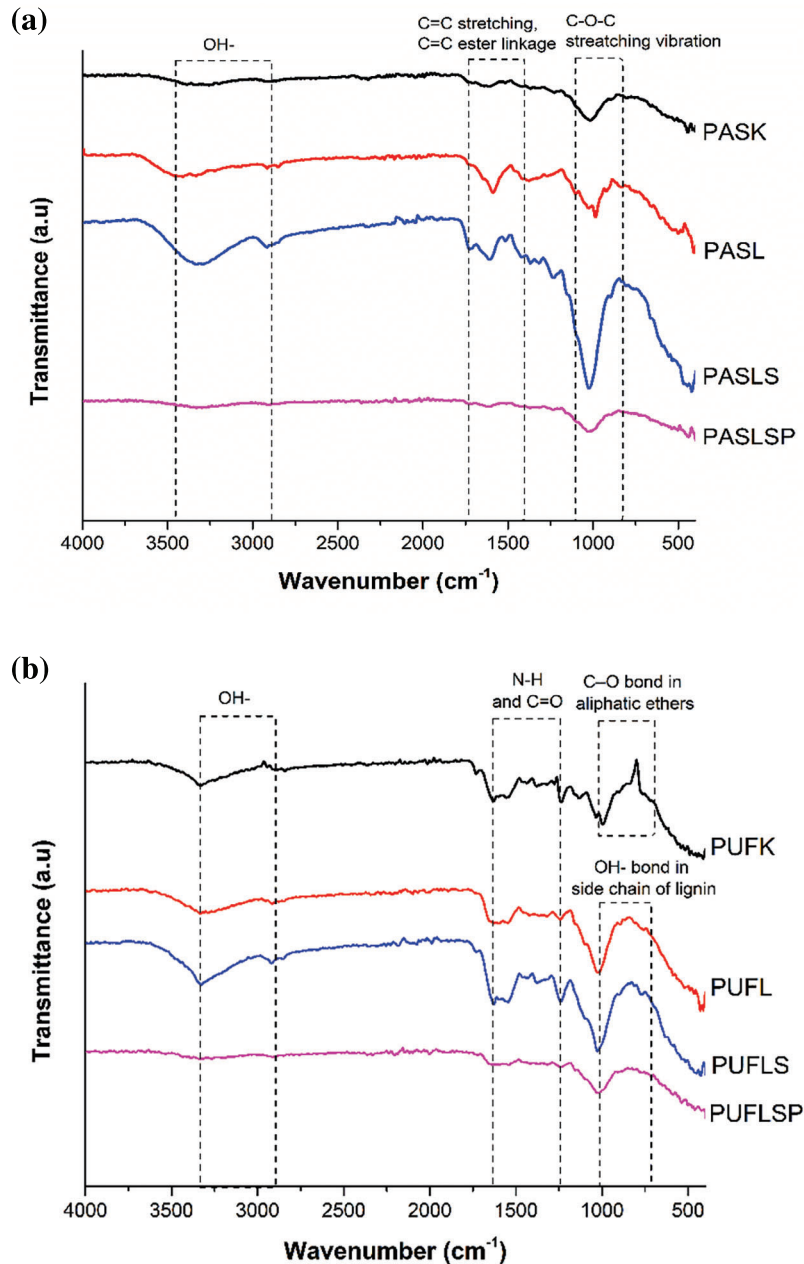 (a)
OH-
C=C stretching,
C=C ester linkage
C-O-C
streatching vibration
PASK
PASL
PASLS
PASLSP
Transmittance (a.u)
4000 3500 3000 2500 2000 1500 1000 500
Wavenumber (cm⁻¹)
(b)
OH-
N-H
and C=O
C–O bond in
aliphatic ethers
PUFK
OH- bond in
side chain of lignin
PUFL
PUFLS
PUFLSP
Transmittance (a.u)
4000 3500 3000 2500 2000 1500 1000 500
Wavenumber (cm⁻¹)